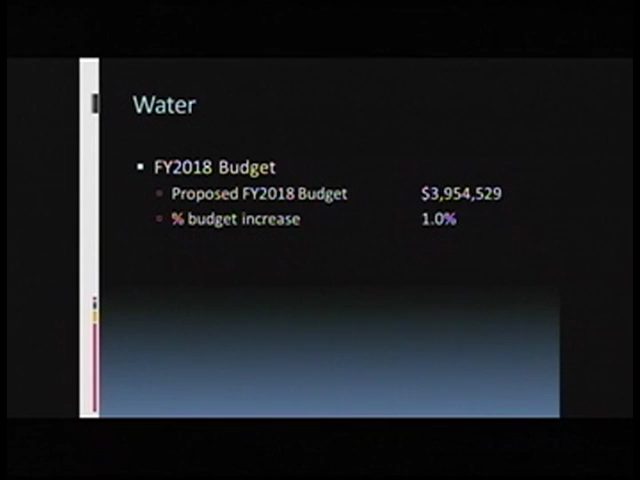 Water
FY2018 Budget
Proposed FY2018 Budget $3,954,529
% budget increase 1.0%